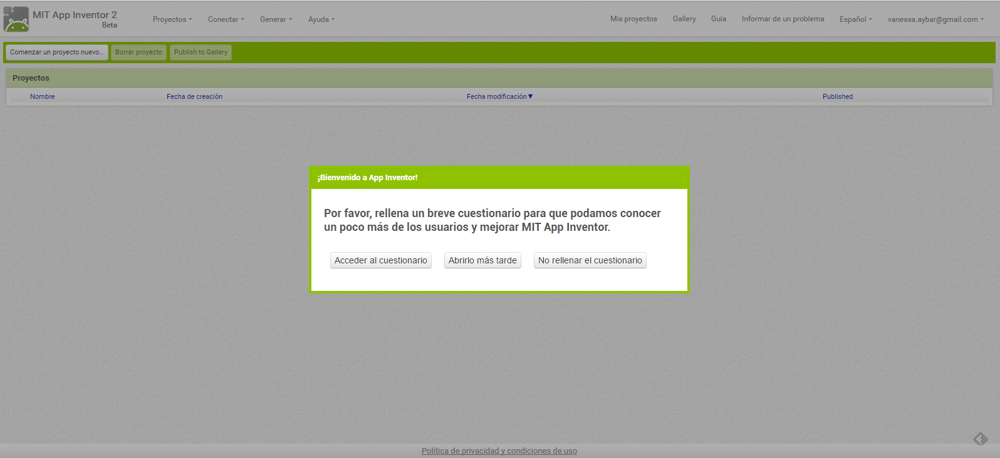 MIT App Inventor 2
Beta
Proyectos
Conectar
Generar
Ayuda
Mis proyectos
Gallery
Guía
Informar de un problema
Español
vanessa.aybar@gmail.com
Comenzar un proyecto nuevo...
Borrar proyecto
Publish to Gallery
Proyectos
Nombre
Fecha de creación
Fecha modificación▼
Published
¡Bienvenido a App Inventor!
Por favor, rellena un breve cuestionario para que podamos conocer
un poco más de los usuarios y mejorar MIT App Inventor.
Acceder al cuestionario
Abrirlo más tarde
No rellenar el cuestionario
Política de privacidad y condiciones de uso